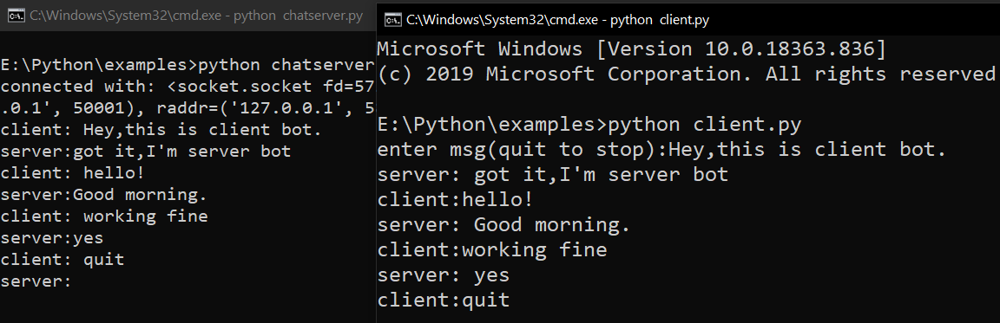 C:\Windows\System32\cmd.exe - python chatserver.py
E:\Python\examples>python chatserver
connected with: <socket.socket fd=57
.0.1', 50001), raddr=('127.0.0.1', 5
client: Hey,this is client bot.
server:got it,I'm server bot
client: hello!
server:Good morning.
client: working fine
server:yes
client: quit
server:
C:\Windows\System32\cmd.exe - python client.py
Microsoft Windows [Version 10.0.18363.836]
(c) 2019 Microsoft Corporation. All rights reserved
E:\Python\examples>python client.py
enter msg(quit to stop):Hey,this is client bot.
server: got it,I'm server bot
client:hello!
server: Good morning.
client:working fine
server: yes
client:quit